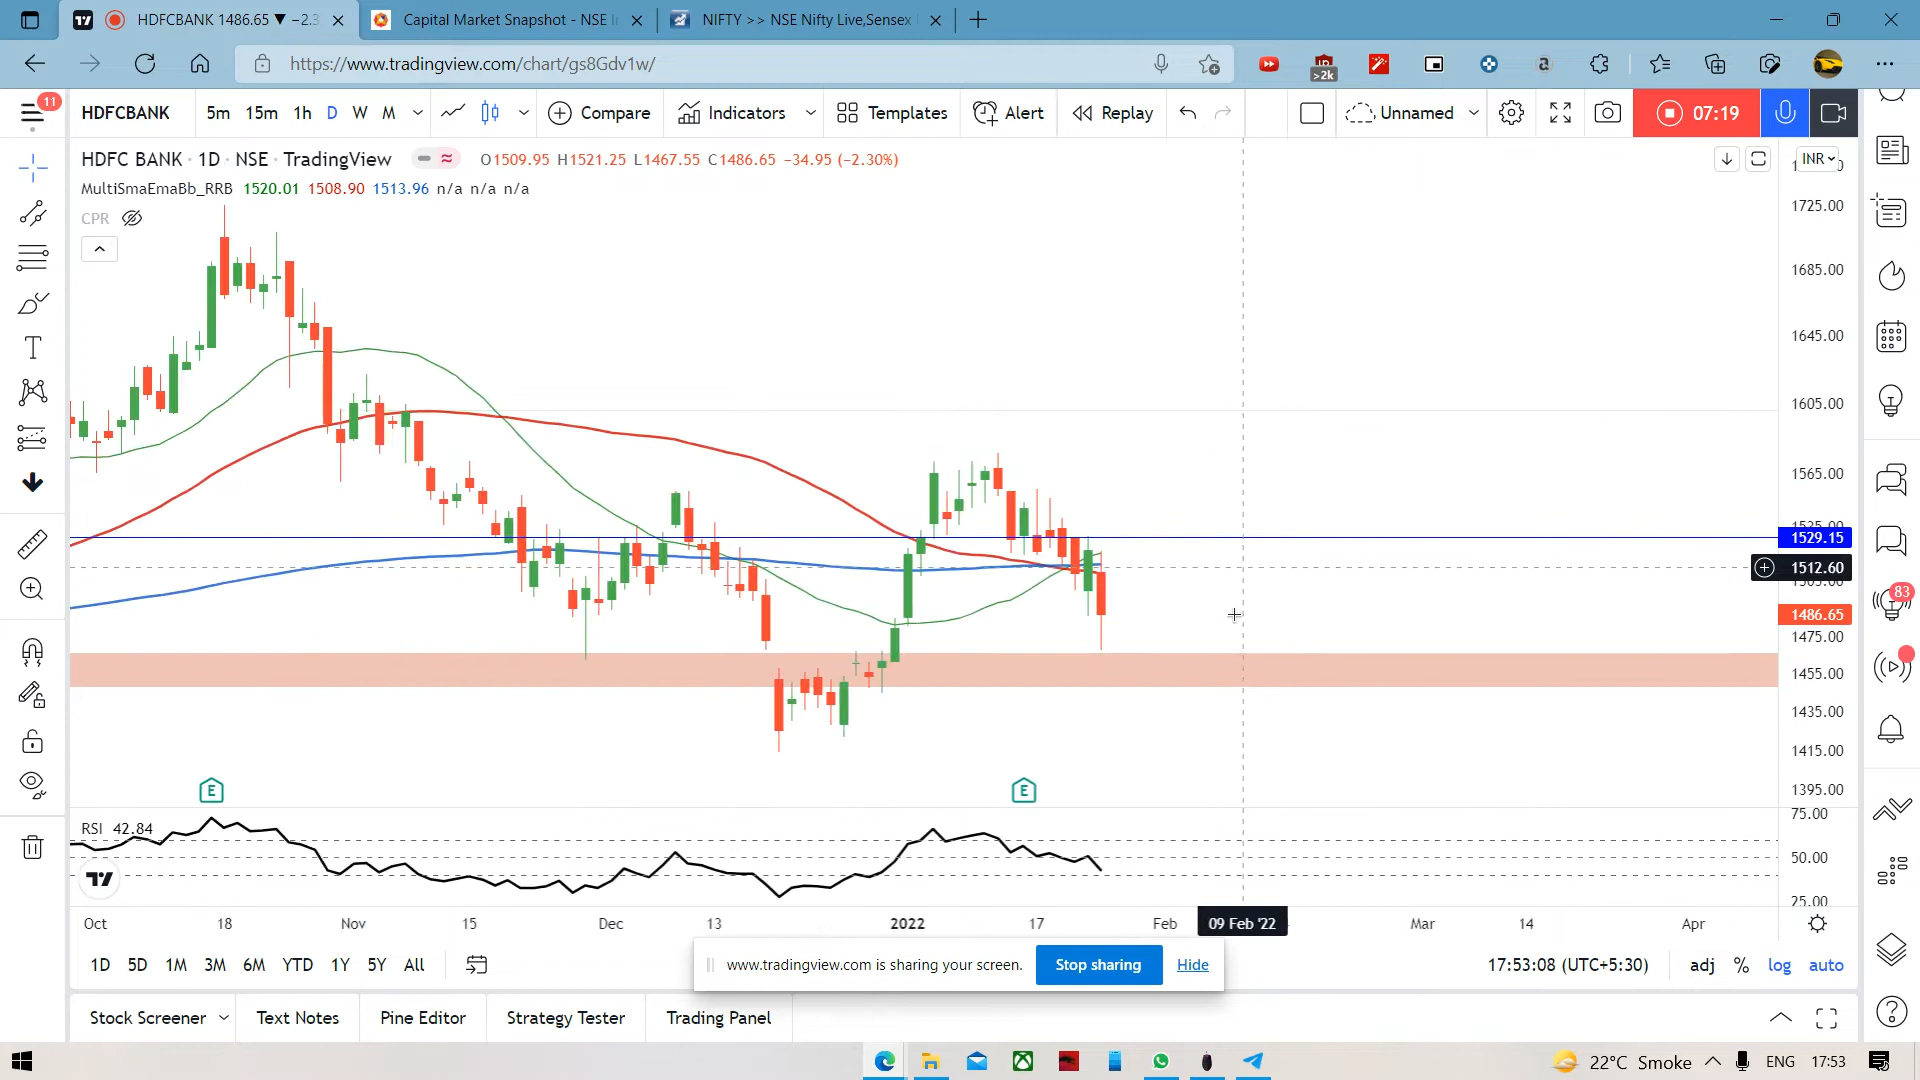 HDFCBANK 1486.65 ▼ −2.3
Capital Market Snapshot - NSE
NIFTY >> NSE Nifty Live,Sensex
https://www.tradingview.com/chart/gs8Gdv1w/
>2k
11
HDFCBANK
5m 15m 1h D W M
Compare
Indicators
Templates
Alert
Replay
Unnamed
07:19
HDFC BANK · 1D · NSE · TradingView
O1509.95 H1521.25 L1467.55 C1486.65 −34.95 (−2.30%)
INR
MultiSmaEmaBb_RRB 1520.01 1508.90 1513.96 n/a n/a n/a
CPR
1725.00
1685.00
1645.00
1605.00
1565.00
1529.15
1512.60
1486.65
1475.00
1455.00
1435.00
1415.00
1395.00
83
E
E
RSI 42.84
75.00
50.00
25.00
Oct 18 Nov 15 Dec 13 2022 17 Feb 09 Feb '22 Mar 14 Apr
1D 5D 1M 3M 6M YTD 1Y 5Y All
www.tradingview.com is sharing your screen.
Stop sharing
Hide
17:53:08 (UTC+5:30)
adj % log auto
Stock Screener
Text Notes
Pine Editor
Strategy Tester
Trading Panel
22°C Smoke
ENG
17:53